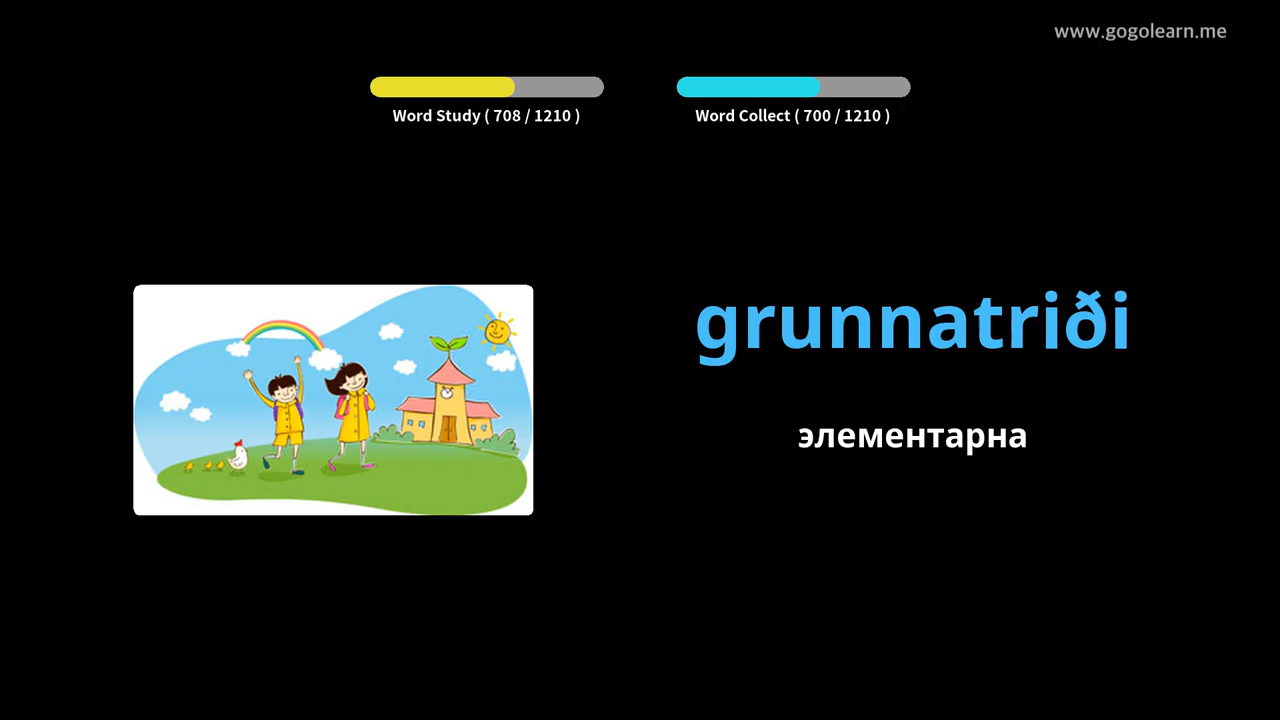 www.gogolearn.me
Word Study ( 708 / 1210 )
Word Collect ( 700 / 1210 )
grunnatriði
элементарна